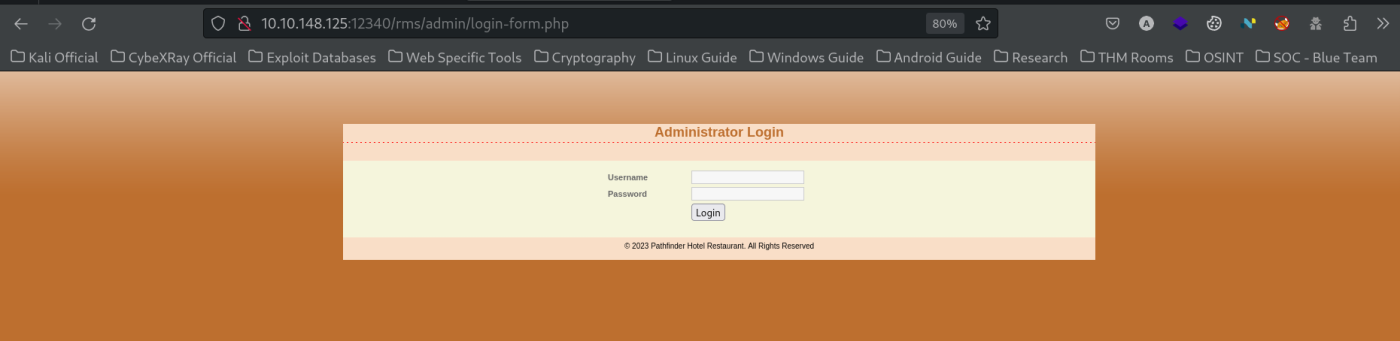 10.10.148.125:12340/rms/admin/login-form.php 80%
Kali Official CybeXRay Official Exploit Databases Web Specific Tools Cryptography Linux Guide Windows Guide Android Guide Research THM Rooms OSINT SOC - Blue Team
Administrator Login
Username
Password
Login
© 2023 Pathfinder Hotel Restaurant. All Rights Reserved